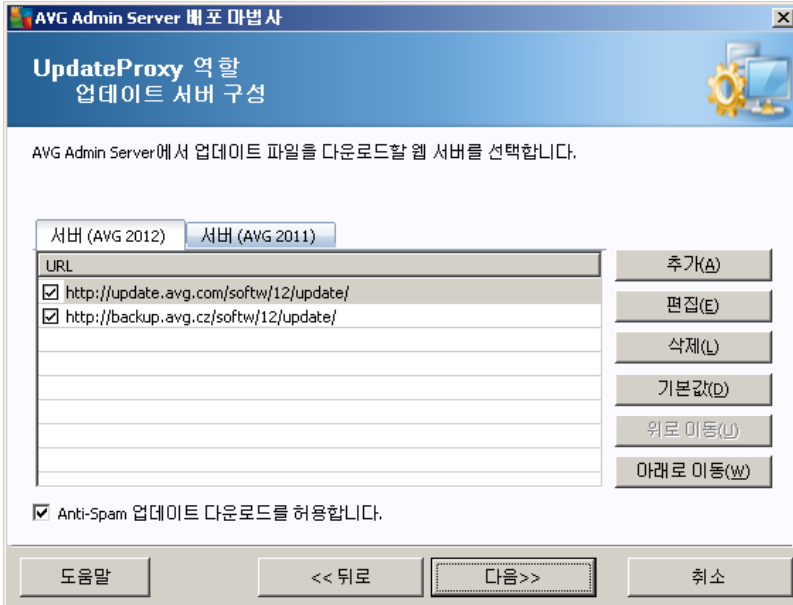 AVG Admin Server 배포 마법사
UpdateProxy 역할
업데이트 서버 구성
AVG Admin Server에서 업데이트 파일을 다운로드할 웹 서버를 선택합니다.
서버 (AVG 2012)
서버 (AVG 2011)
URL
http://update.avg.com/softw/12/update/
http://backup.avg.cz/softw/12/update/
추가(A)
편집(E)
삭제(L)
기본값(D)
위로 이동(U)
아래로 이동(W)
Anti-Spam 업데이트 다운로드를 허용합니다.
도움말
<< 뒤로
다음>>
취소